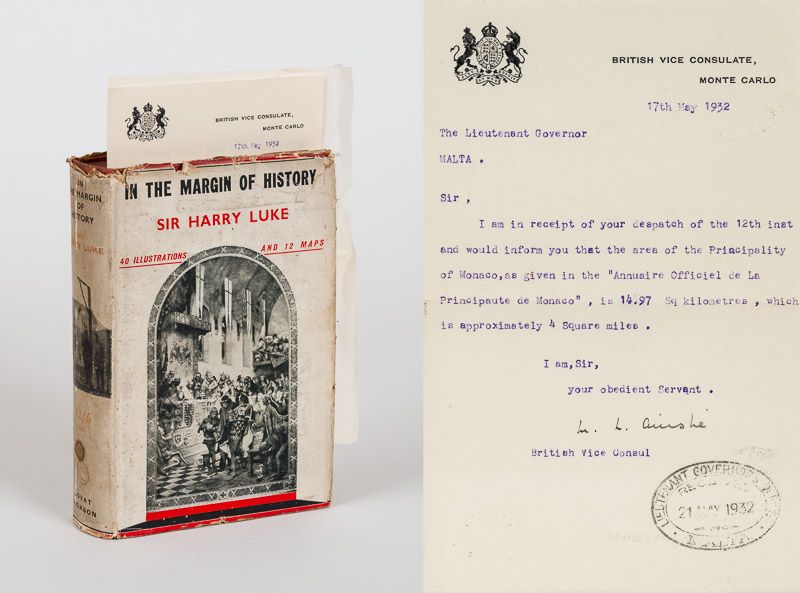 BRITISH VICE CONSULATE,
MONTE CARLO
17th May 1932
IN
THE MARGIN
OF
HISTORY
LUKE
IN THE MARGIN OF HISTORY
SIR HARRY LUKE
40 ILLUSTRATIONS AND 12 MAPS
BRITISH VICE CONSULATE,
MONTE CARLO
17th May 1932
The Lieutenant Governor
MALTA .
Sir ,
I am in receipt of your despatch of the 12th inst
and would inform you that the area of the Principality
of Monaco,as given in the "Annuaire Officiel de La
Principaute de Monaco" , is 14.97 Sq kilometres , which
is approximately 4 Square miles .
I am,Sir,
your obedient Servant .
British Vice Consul
LIEUTENANT GOVERNOR'S
21 MAY 1932
MALTA